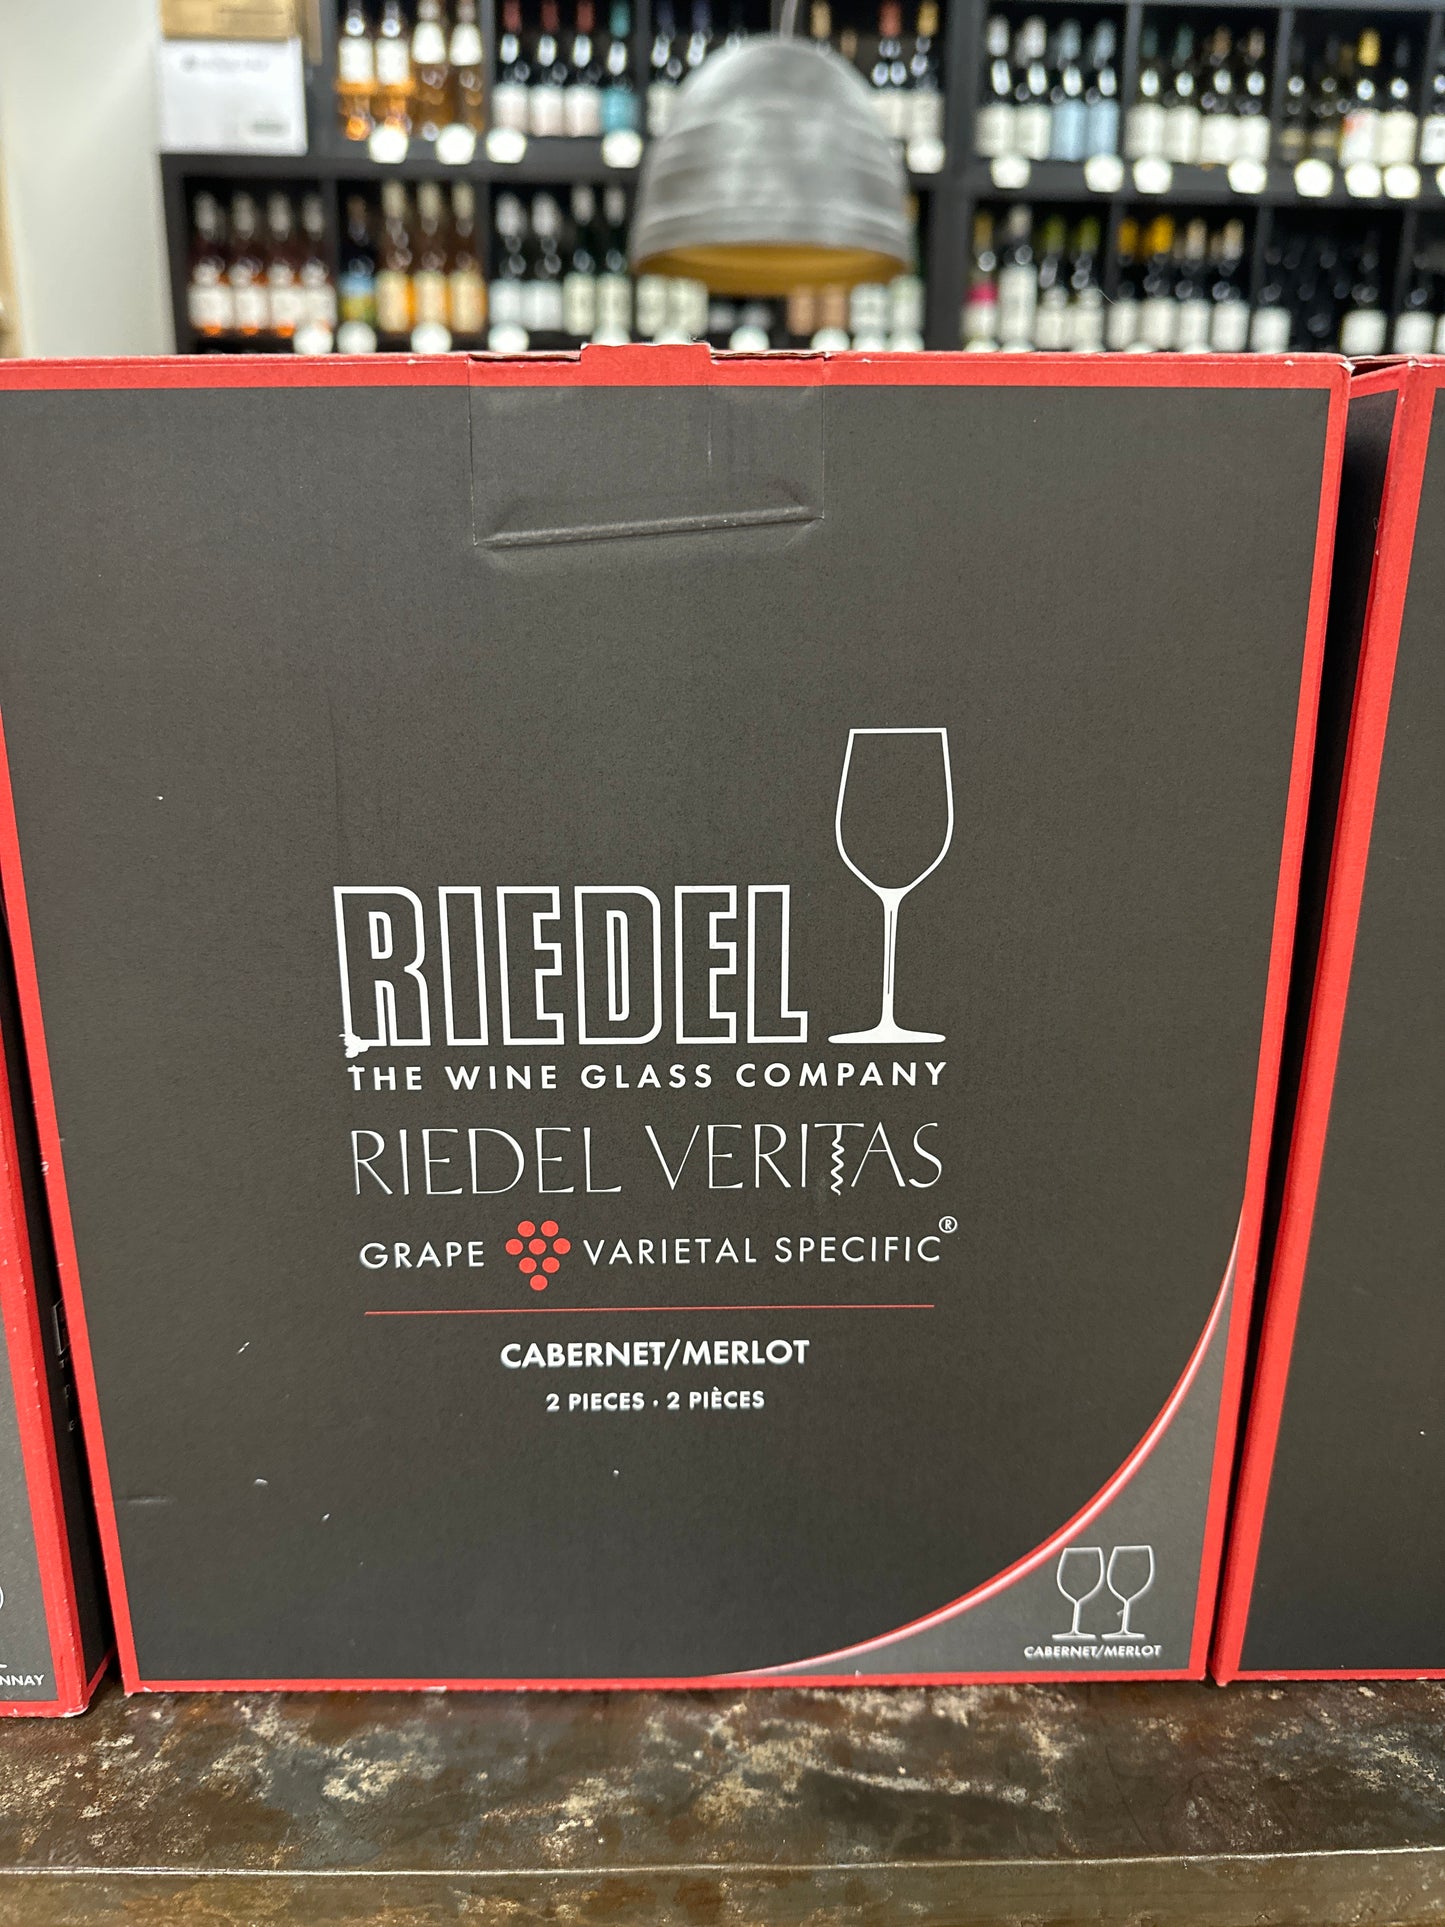 RIEDEL
THE WINE GLASS COMPANY
RIEDEL VERITAS
GRAPE VARIETAL SPECIFIC®
CABERNET/MERLOT
2 PIECES · 2 PIÈCES
CABERNET/MERLOT
NNAY